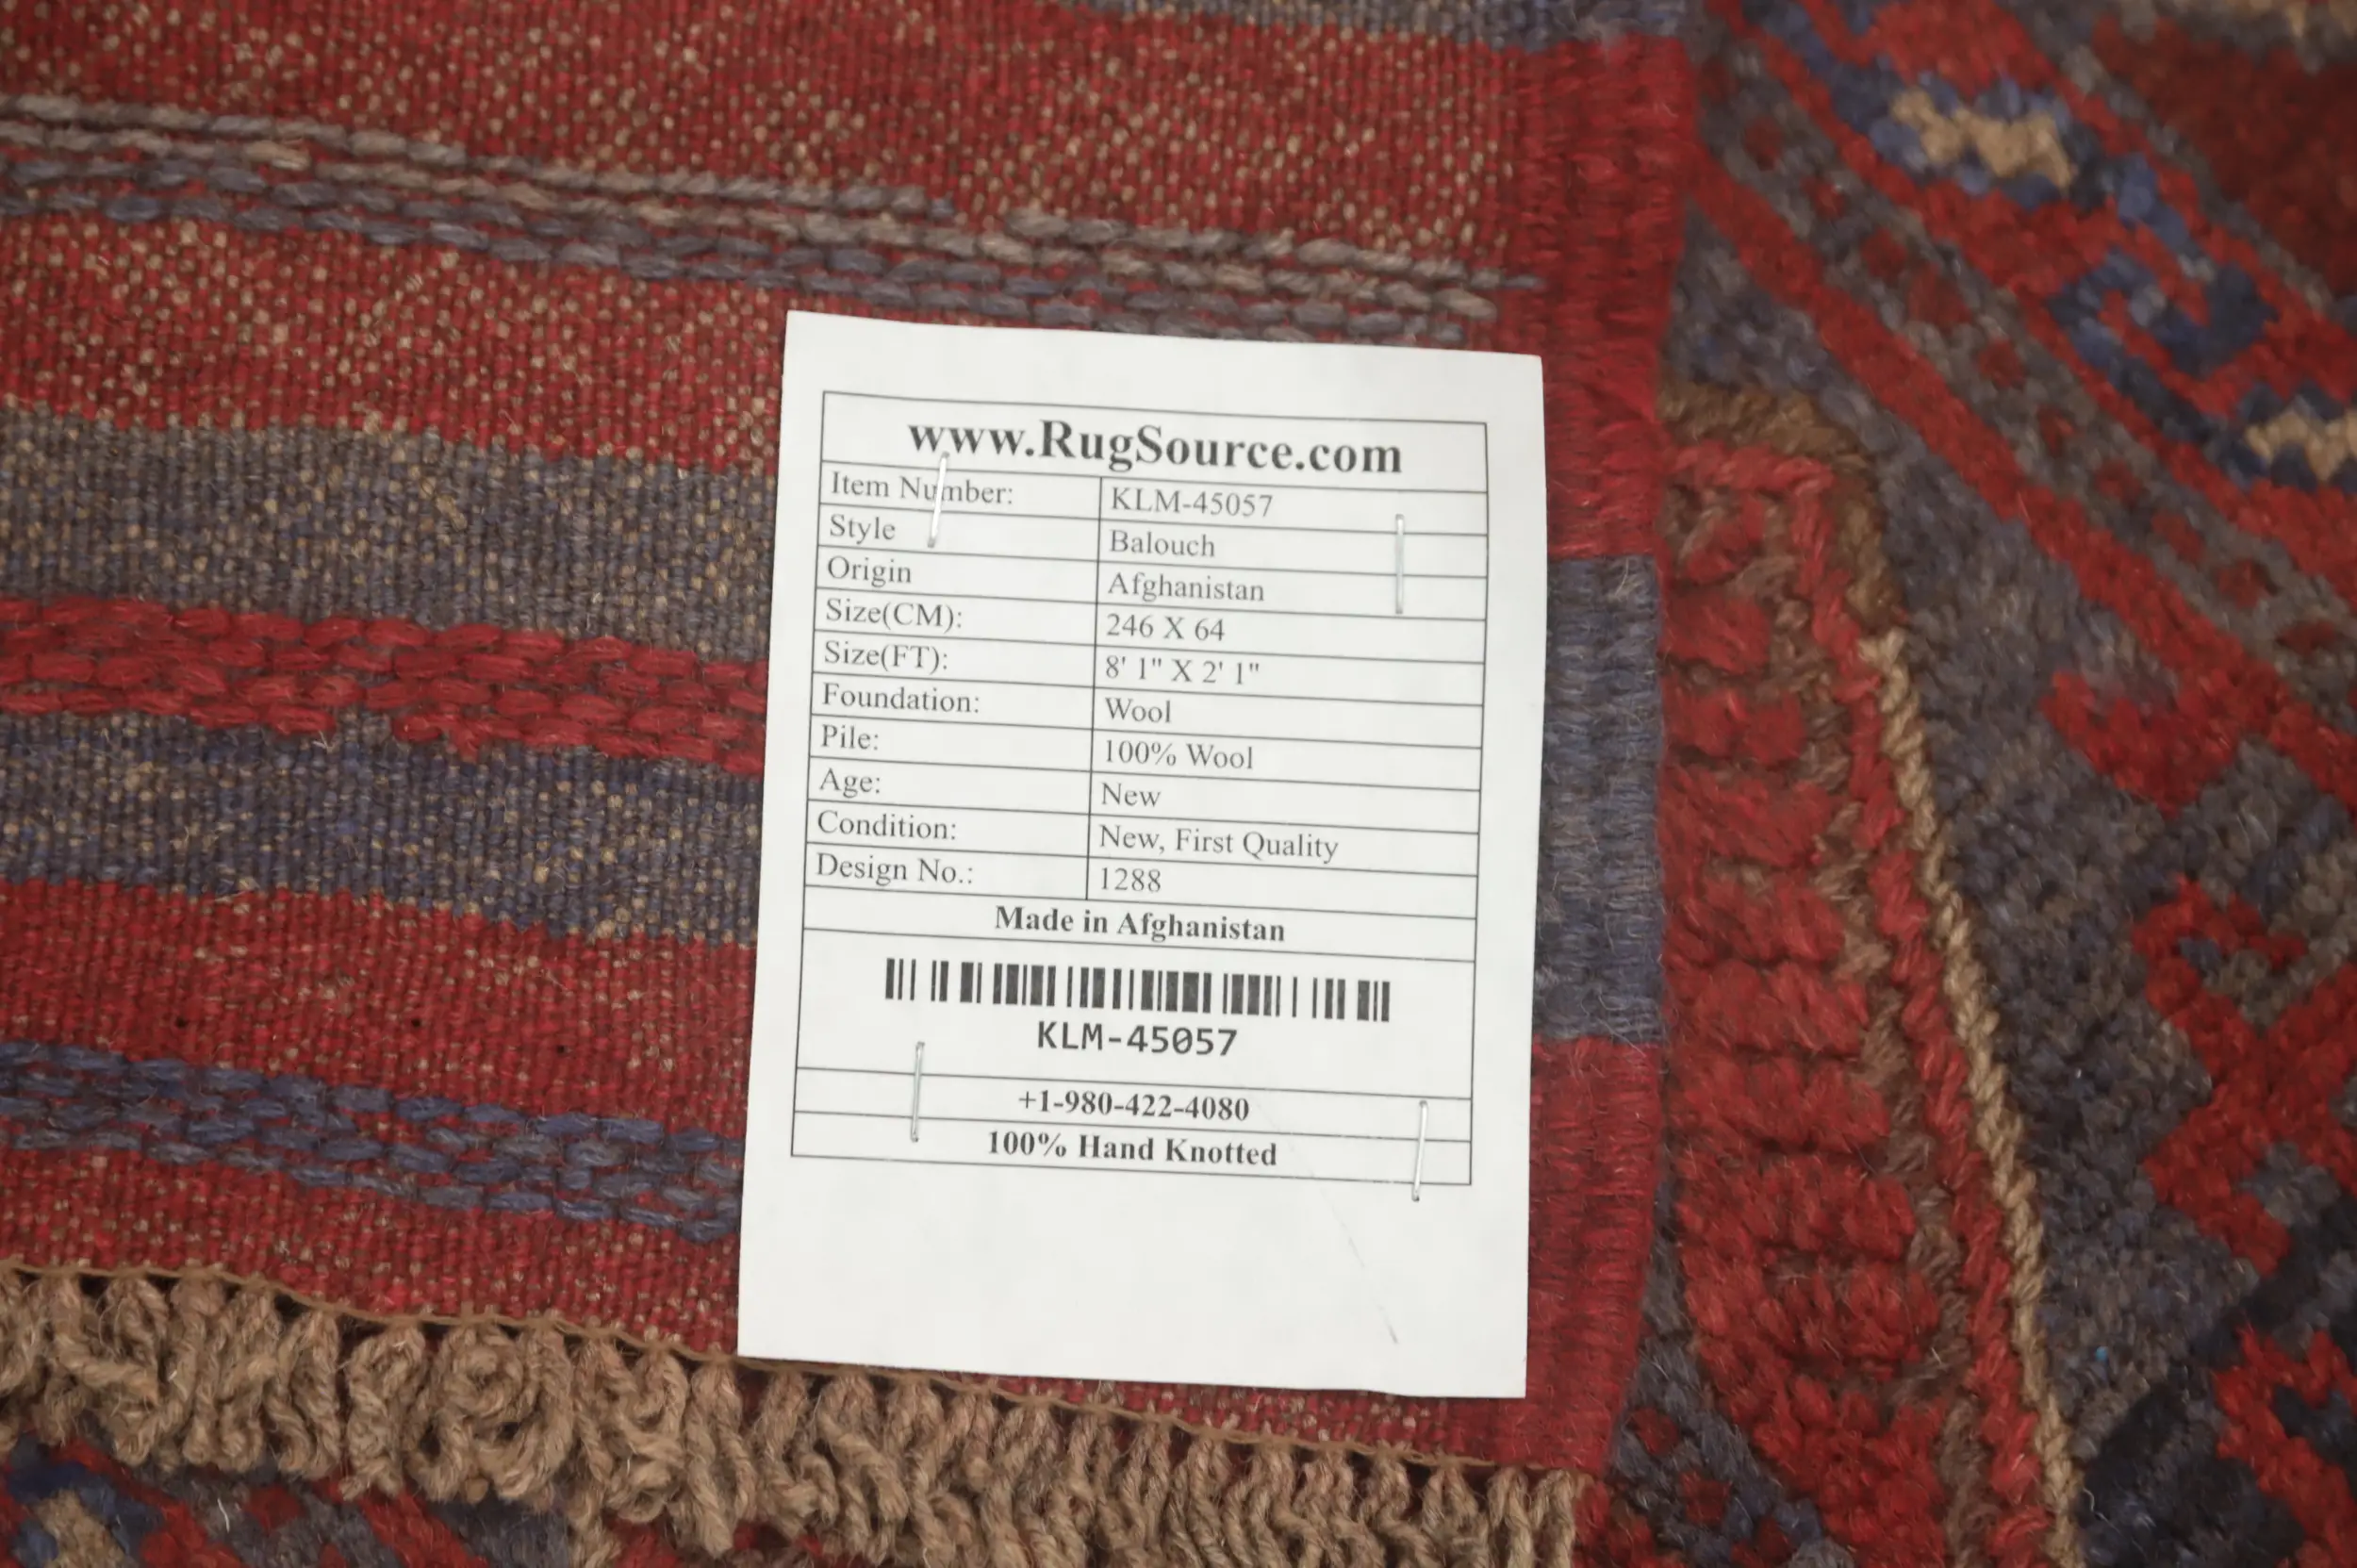 www.RugSource.com
Item Number: KLM-45057
Style Balouch
Origin Afghanistan
Size(CM): 246 X 64
Size(FT): 8' 1" X 2' 1"
Foundation: Wool
Pile: 100% Wool
Age: New
Condition: New, First Quality
Design No.: 1288
Made in Afghanistan
KLM-45057
+1-980-422-4080
100% Hand Knotted